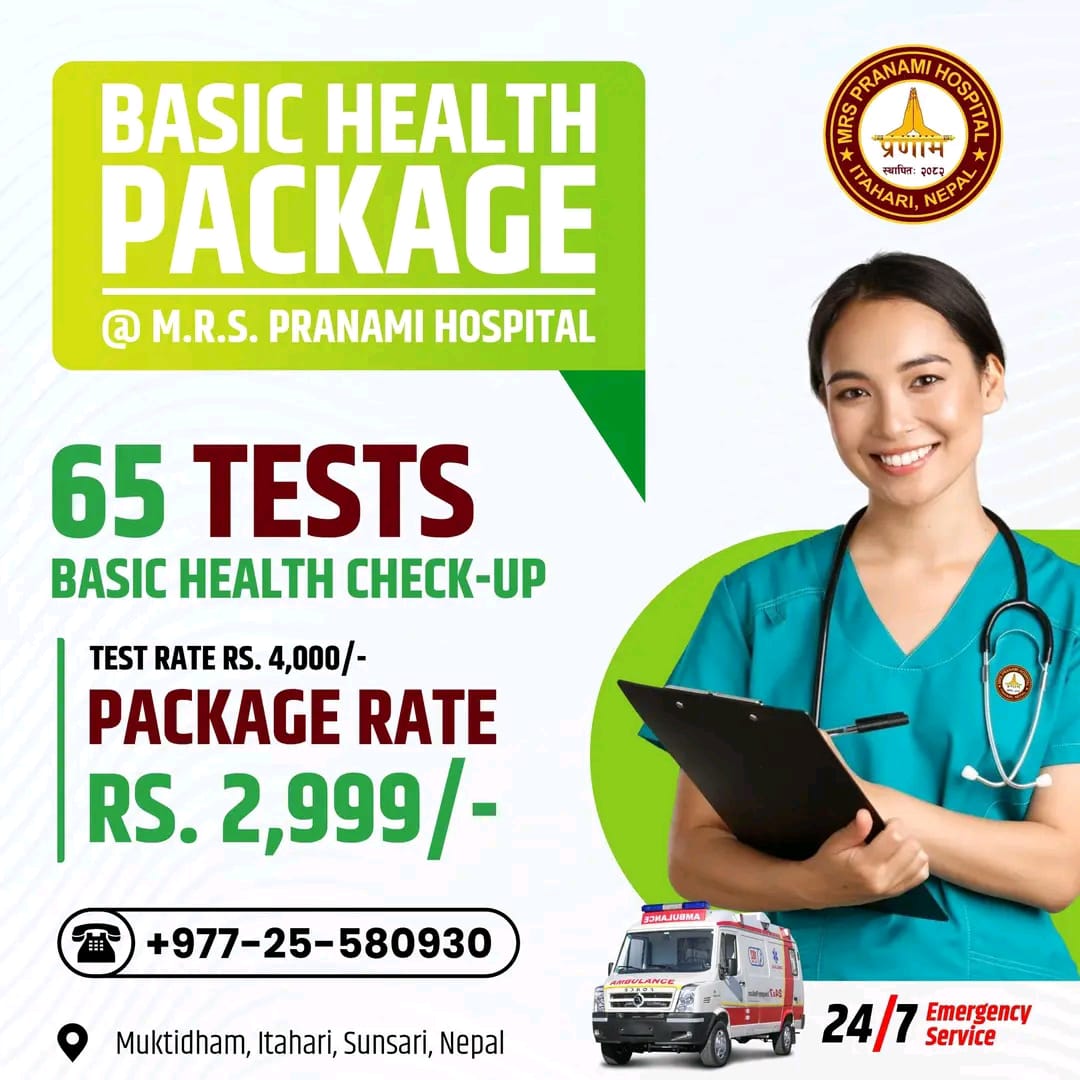 BASIC HEALTH
PACKAGE
@ M.R.S. PRANAMI HOSPITAL
MRS PRANAMI HOSPITAL
प्रणाम
स्थापित: २०८२
ITAHARI, NEPAL
65 TESTS
BASIC HEALTH CHECK-UP
TEST RATE RS. 4,000/-
PACKAGE RATE
RS. 2,999/-
+977-25-580930
AMBULANCE
AMBULANCE
FORCE
Muktidham, Itahari, Sunsari, Nepal
24/7 Emergency
Service